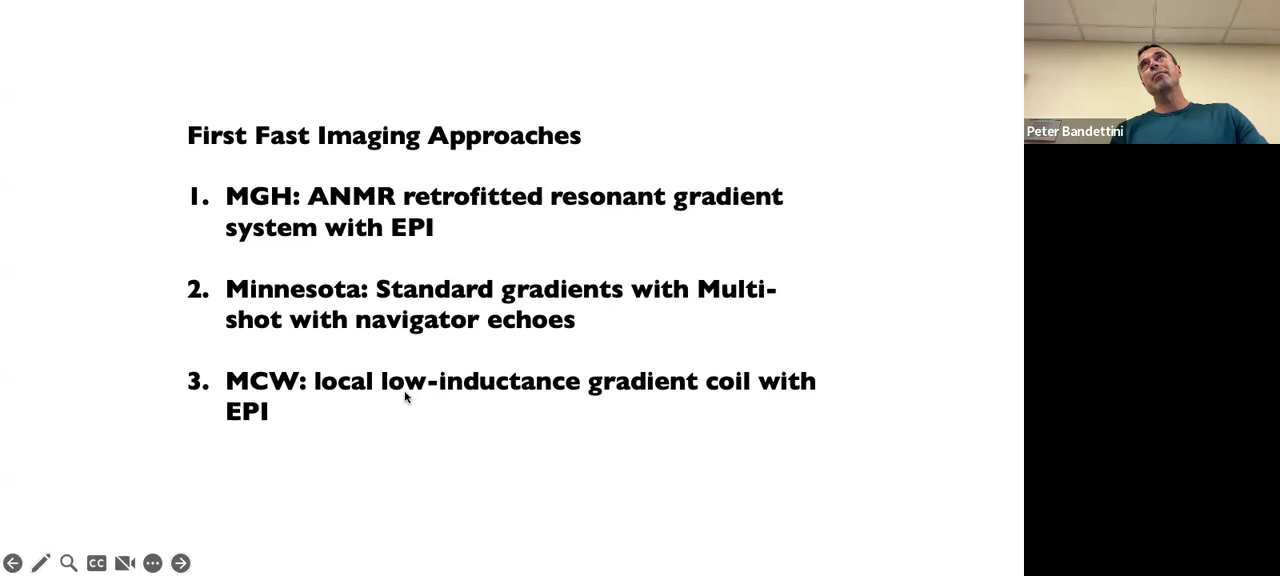 First Fast Imaging Approaches
1. MGH: ANMR retrofitted resonant gradient
system with EPI
2. Minnesota: Standard gradients with Multi-
shot with navigator echoes
3. MCW: local low-inductance gradient coil with
EPI
Peter Bandettini
CC